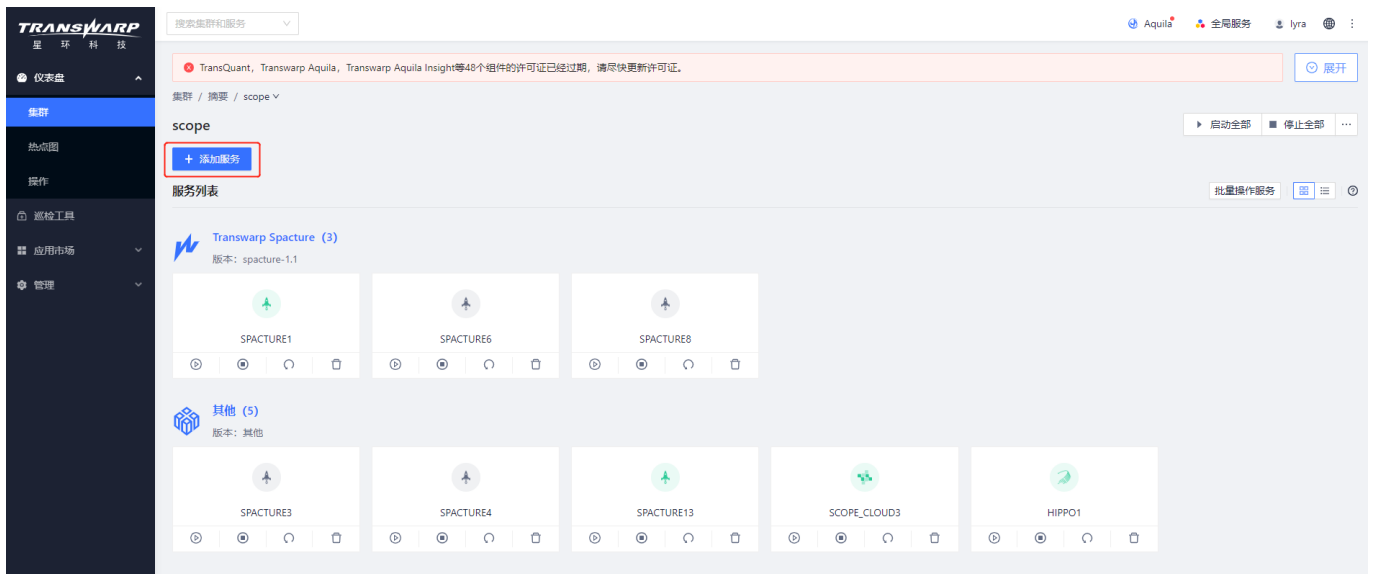 TRANSWARP
星 环 科 技
搜索集群和服务
Aquila
全局服务
lyra
仪表盘
集群
热点图
操作
巡检工具
应用市场
管理
TransQuant，Transwarp Aquila，Transwarp Aquila Insight等48个组件的许可证已经过期，请尽快更新许可证。
展开
集群 / 摘要 / scope
scope
启动全部
停止全部
+ 添加服务
服务列表
批量操作服务
Transwarp Spacture（3）
版本：spacture-1.1
SPACTURE1
SPACTURE6
SPACTURE8
其他（5）
版本：其他
SPACTURE3
SPACTURE4
SPACTURE13
SCOPE_CLOUD3
HIPPO1